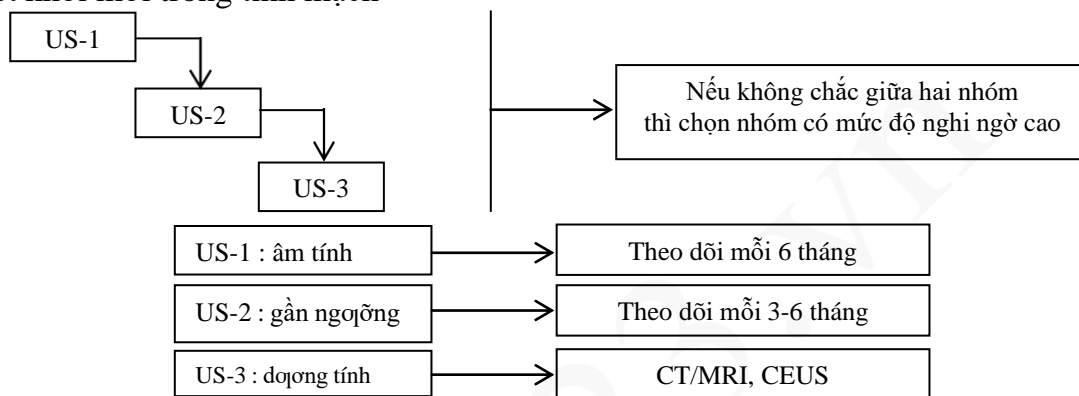 US-1
US-2
US-3
Nếu không chắc giữa hai nhóm
thì chọn nhóm có mức độ nghi ngờ cao
US-1 : âm tính
Theo dõi mỗi 6 tháng
US-2 : gần ngƣỡng
Theo dõi mỗi 3-6 tháng
US-3 : dƣơng tính
CT/MRI, CEUS